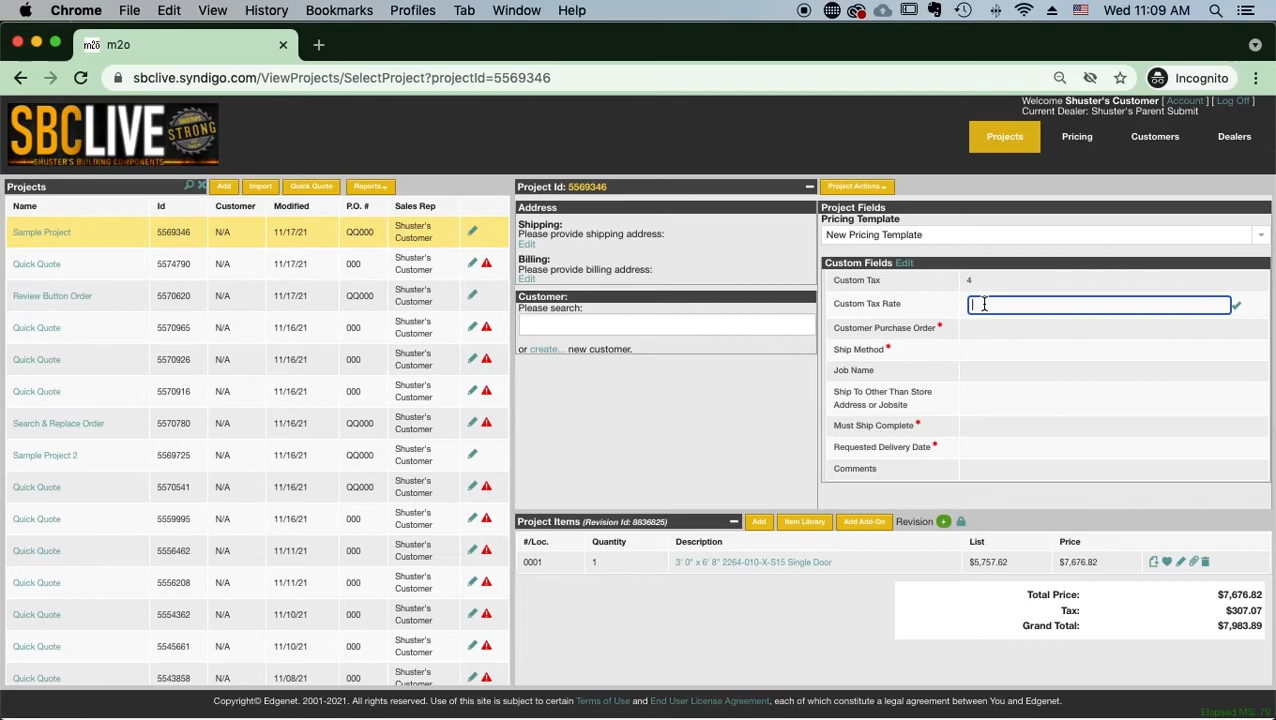 Chrome File Edit View History Bookmarks Profiles Tab Window Help Wed 11:09 AM
m2o m2o
sbclive.syndigo.com/ViewProjects/SelectProject?projectId=5569346 Incognito
Welcome Shuster's Customer [ Account ] [ Log Off ]
Current Dealer: Shuster's Parent Submit
SBCLIVE STRONG
SHUSTER'S BUILDING COMPONENTS
Projects Pricing Customers Dealers
Projects Add Import Quick Quote Reports
Name Id Customer Modified P.O. # Sales Rep
Sample Project 5569346 N/A 11/17/21 QQ000 Shuster's Customer
Quick Quote 5574790 N/A 11/17/21 000 Shuster's Customer
Review Button Order 5570620 N/A 11/17/21 QQ000 Shuster's Customer
Quick Quote 5570965 N/A 11/16/21 000 Shuster's Customer
Quick Quote 5570926 N/A 11/16/21 000 Shuster's Customer
Quick Quote 5570916 N/A 11/16/21 000 Shuster's Customer
Search & Replace Order 5570780 N/A 11/16/21 QQ000 Shuster's Customer
Sample Project 2 5569725 N/A 11/16/21 QQ000 Shuster's Customer
Quick Quote 5570541 N/A 11/16/21 QQ000 Shuster's Customer
Quick Quote 5559995 N/A 11/16/21 000 Shuster's Customer
Quick Quote 5556462 N/A 11/11/21 000 Shuster's Customer
Quick Quote 5556208 N/A 11/11/21 000 Shuster's Customer
Quick Quote 5554362 N/A 11/10/21 000 Shuster's Customer
Quick Quote 5545661 N/A 11/10/21 000 Shuster's Customer
Quick Quote 5543858 N/A 11/08/21 000 Shuster's
Project Id: 5569346
Address
Shipping:
Please provide shipping address:
Edit
Billing:
Please provide billing address:
Edit
Customer:
Please search:
or create... new customer.
Project Actions
Project Fields
Pricing Template
New Pricing Template
Custom Fields Edit
Custom Tax 4
Custom Tax Rate
Customer Purchase Order *
Ship Method *
Job Name
Ship To Other Than Store
Address or Jobsite
Must Ship Complete *
Requested Delivery Date *
Comments
Project Items (Revision Id: 8836825) Add Item Library Add Add-On Revision
#/Loc. Quantity Description List Price
0001 1 3' 0" x 6' 8" 2264-010-X-S15 Single Door $5,757.62 $7,676.82
Total Price: $7,676.82
Tax: $307.07
Grand Total: $7,983.89
Copyright© Edgenet. 2001-2021. All rights reserved. Use of this site is subject to certain Terms of Use and End User License Agreement, each of which constitute a legal agreement between You and Edgenet.
Elapsed MS: 79